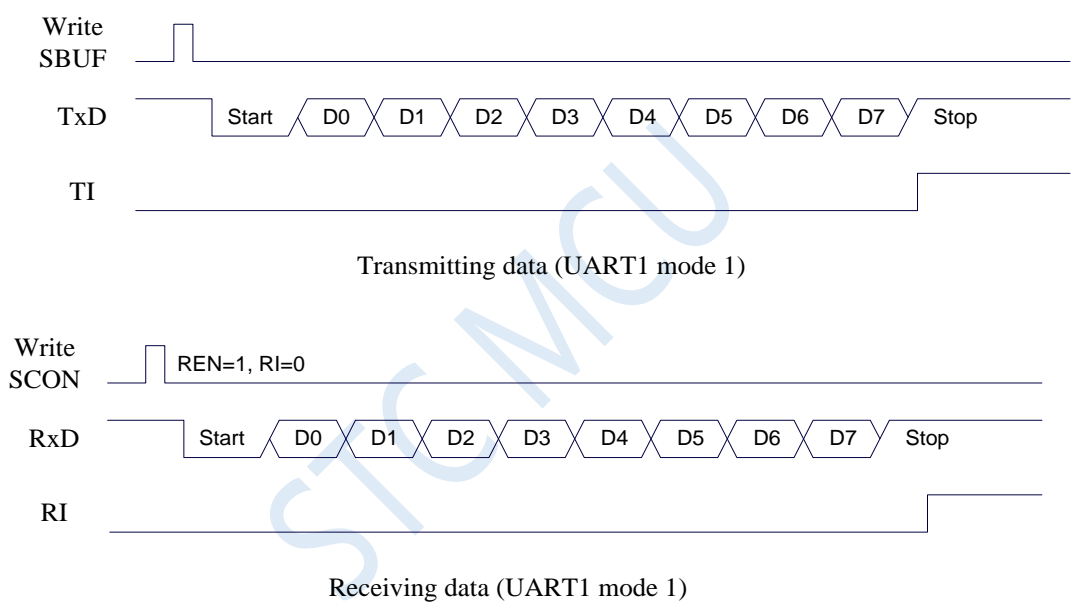 Write
SBUF
TxD Start D0 D1 D2 D3 D4 D5 D6 D7 Stop
TI
Transmitting data (UART1 mode 1)
Write
SCON
REN=1, RI=0
RxD Start D0 D1 D2 D3 D4 D5 D6 D7 Stop
RI
Receiving data (UART1 mode 1)
STC MCU